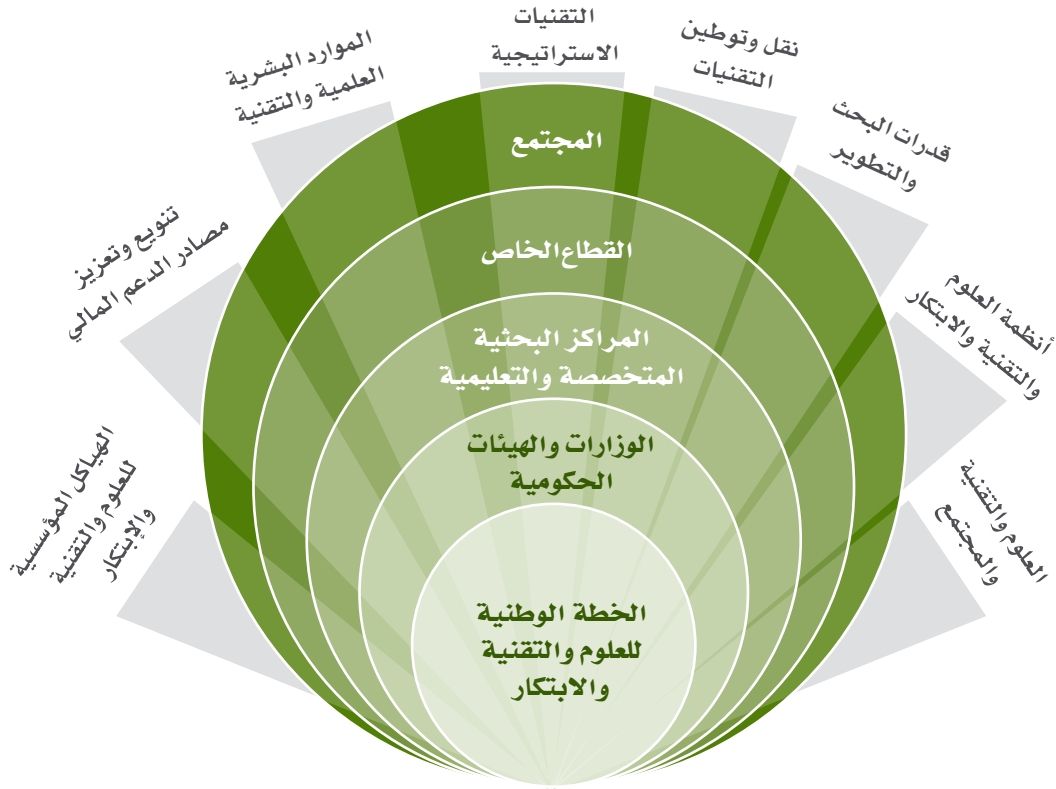 التقنيات
الاستراتيجية
نقل وتوطين
التقنيات
قدرات البحث
والتطوير
أنظمة العلوم
والتقنية والابتكار
العلوم والتقنية
والمجتمع
الموارد البشرية
العلمية والتقنية
تنويع وتعزيز
مصادر الدعم المالي
الهياكل المؤسسية
للعلوم والتقنية
والإبتكار
المجتمع
القطاع الخاص
المراكز البحثية
المتخصصة والتعليمية
الوزارات والهيئات
الحكومية
الخطة الوطنية
للعلوم والتقنية
والابتكار